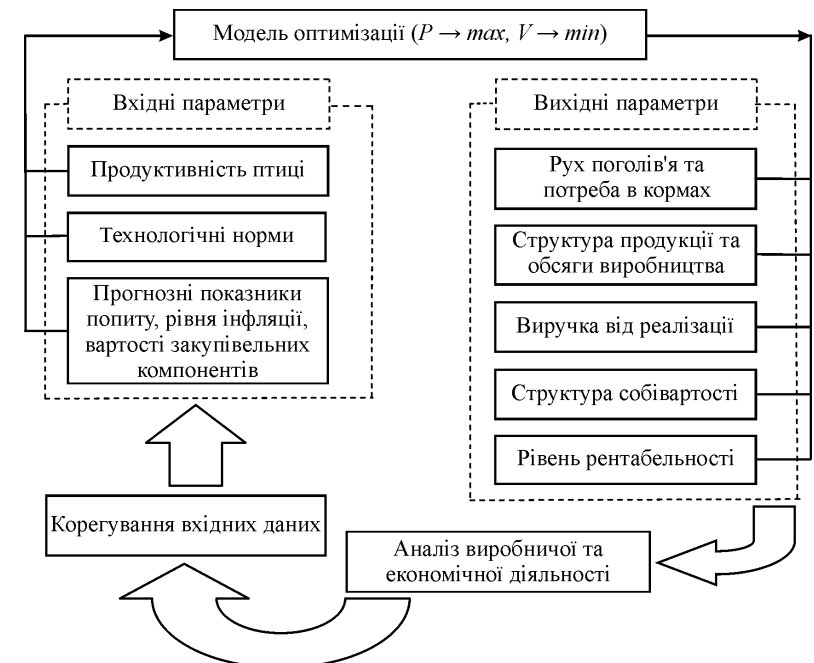 Модель оптимізації (P → max, V → min)
Вхідні параметри
Продуктивність птиці
Технологічні норми
Прогнозні показники
попиту, рівня інфляції,
вартості закупівельних
компонентів
Вихідні параметри
Рух поголів'я та
потреба в кормах
Структура продукції та
обсяги виробництва
Виручка від реалізації
Структура собівартості
Рівень рентабельності
Аналіз виробничої та
економічної діяльності
Корегування вхідних даних